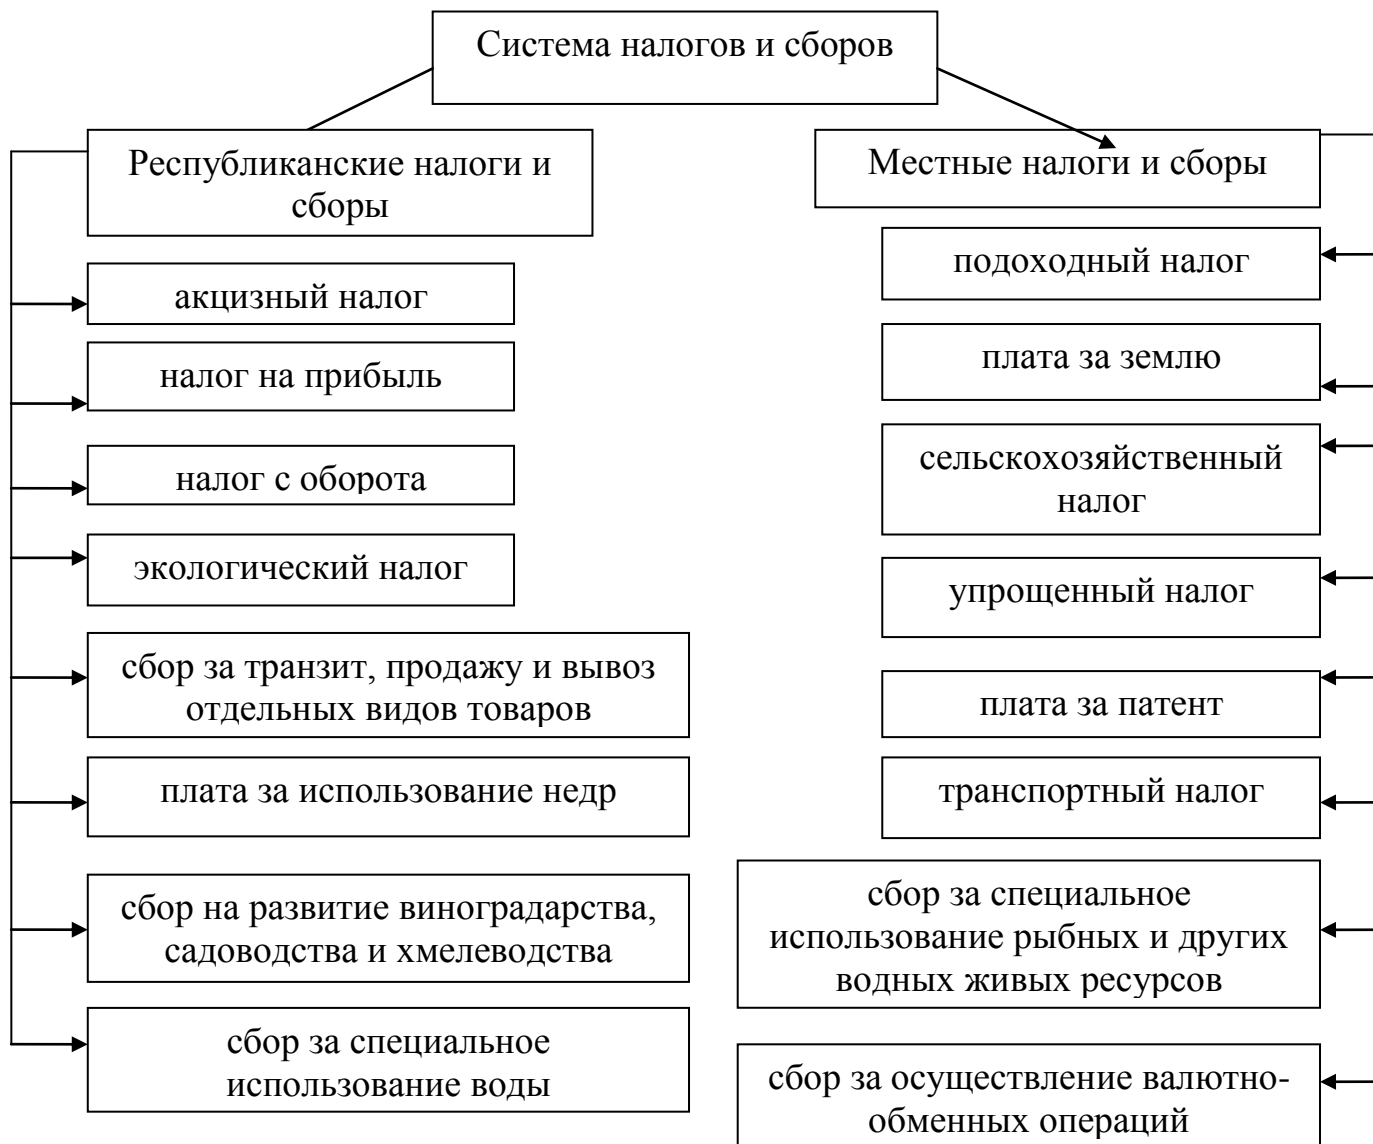 Система налогов и сборов
Республиканские налоги и
сборы
акцизный налог
налог на прибыль
налог с оборота
экологический налог
сбор за транзит, продажу и вывоз
отдельных видов товаров
плата за использование недр
сбор на развитие виноградарства,
садоводства и хмелеводства
сбор за специальное
использование воды
Местные налоги и сборы
подоходный налог
плата за землю
сельскохозяйственный
налог
упрощенный налог
плата за патент
транспортный налог
сбор за специальное
использование рыбных и других
водных живых ресурсов
сбор за осуществление валютно-
обменных операций